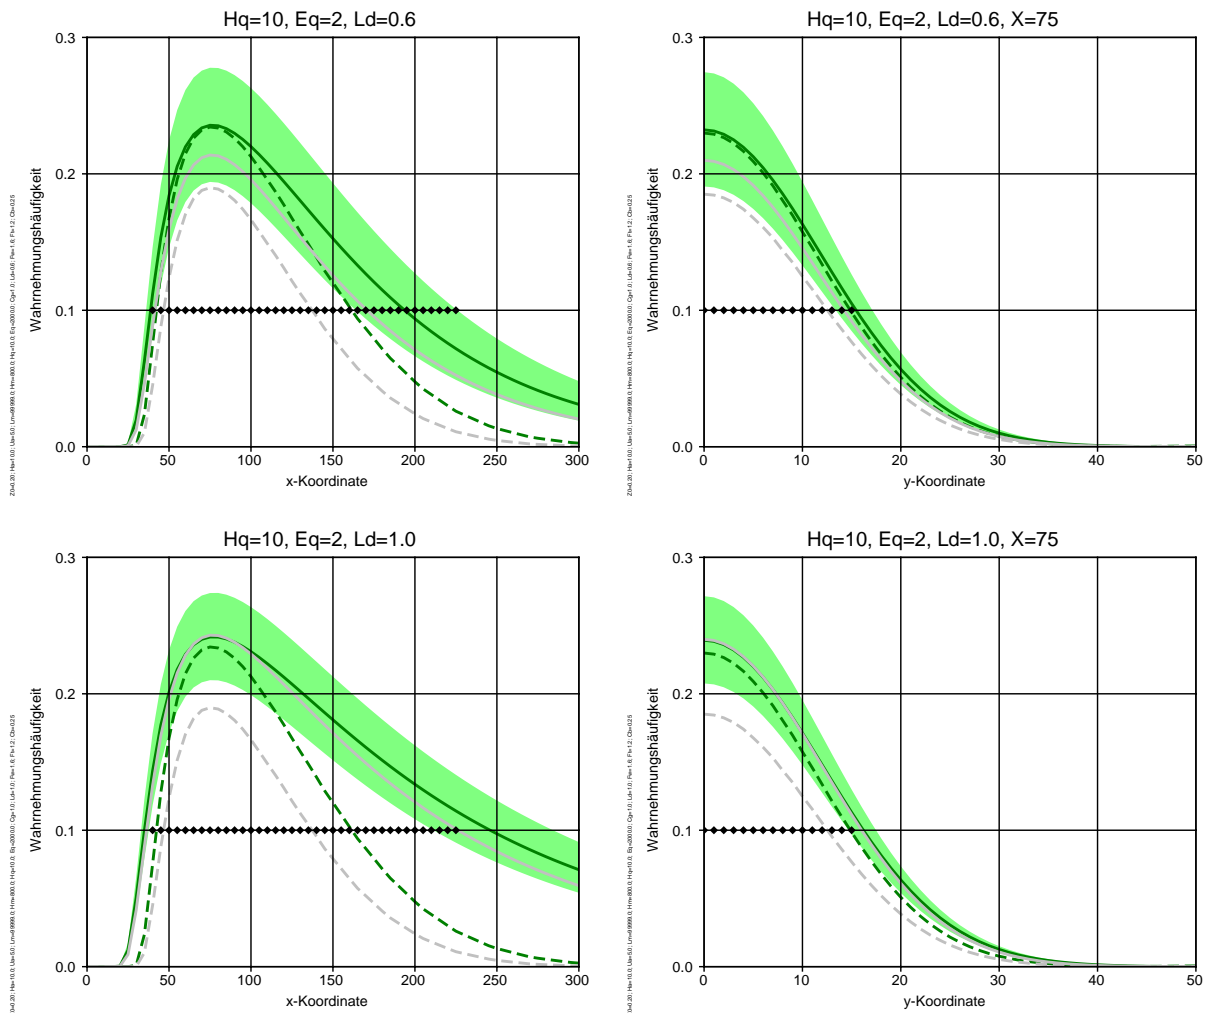 Hq=10, Eq=2, Ld=0.6
0.3
0.2
0.1
0.0
0 50 100 150 200 250 300
x-Koordinate
Wahrnehmungshäufigkeit
Hq=10, Eq=2, Ld=0.6, X=75
0.3
0.2
0.1
0.0
0 10 20 30 40 50
y-Koordinate
Wahrnehmungshäufigkeit
Hq=10, Eq=2, Ld=1.0
0.3
0.2
0.1
0.0
0 50 100 150 200 250 300
x-Koordinate
Wahrnehmungshäufigkeit
Hq=10, Eq=2, Ld=1.0, X=75
0.3
0.2
0.1
0.0
0 10 20 30 40 50
y-Koordinate
Wahrnehmungshäufigkeit